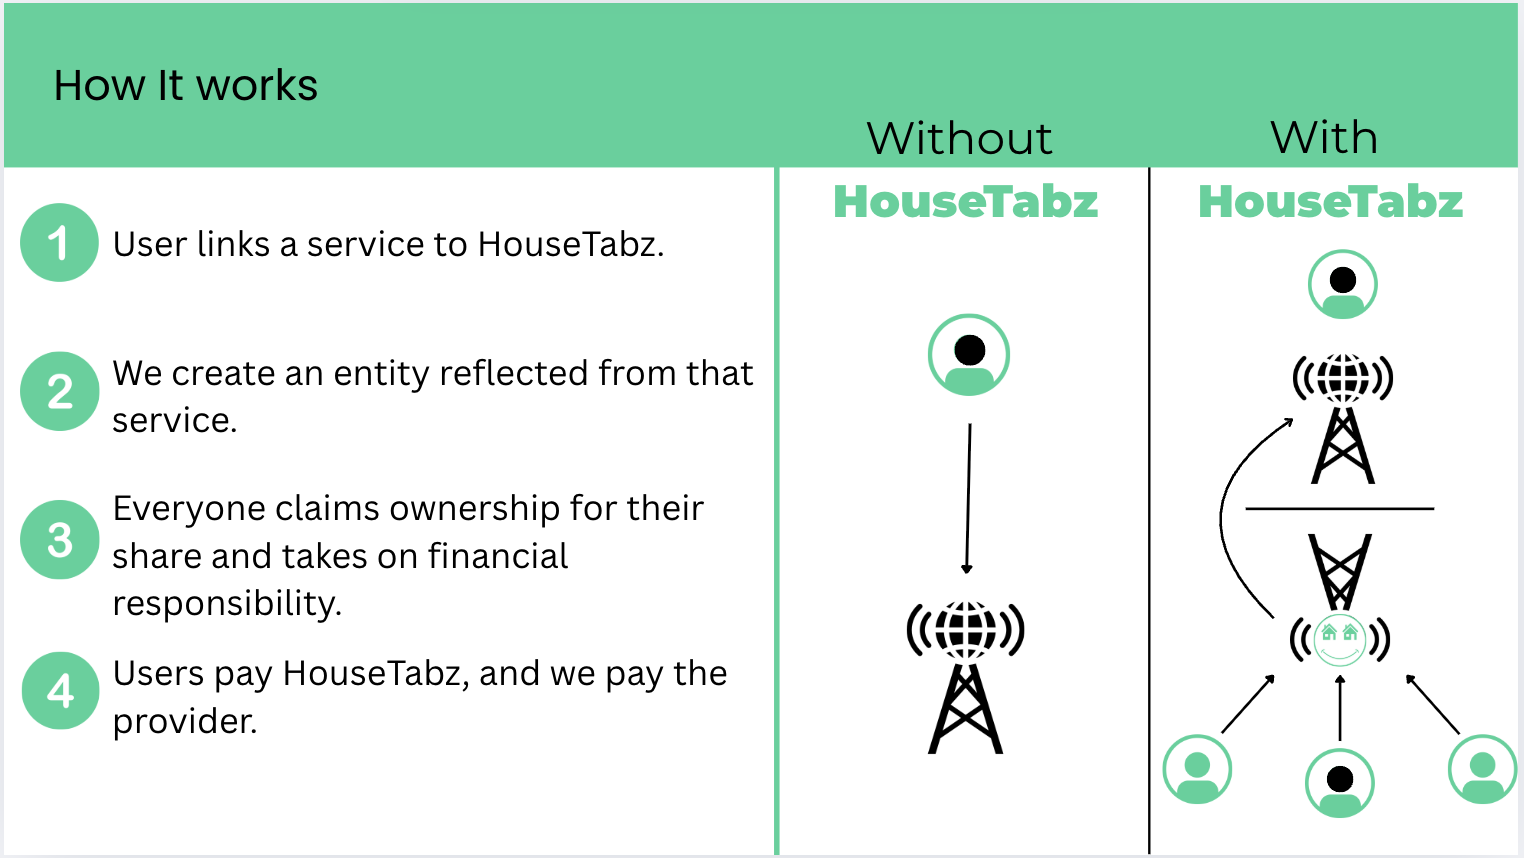 How It works
Without
With
HouseTabz
HouseTabz
1
User links a service to HouseTabz.
2
We create an entity reflected from that
service.
3
Everyone claims ownership for their
share and takes on financial
responsibility.
4
Users pay HouseTabz, and we pay the
provider.